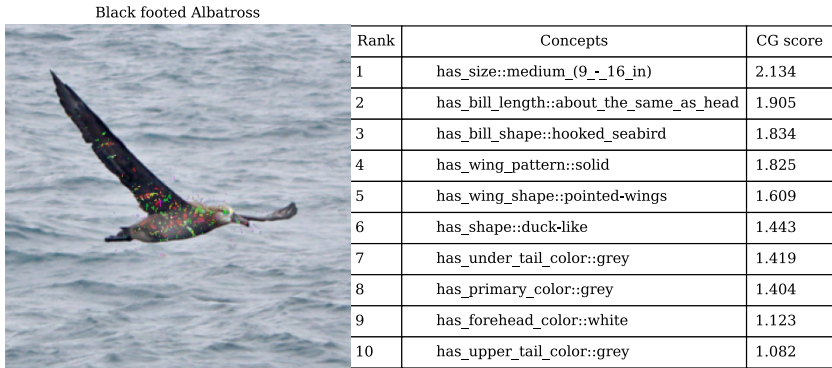 Black footed Albatross
Rank Concepts CG score
1 has_size::medium_(9_-_16_in) 2.134
2 has_bill_length::about_the_same_as_head 1.905
3 has_bill_shape::hooked_seabird 1.834
4 has_wing_pattern::solid 1.825
5 has_wing_shape::pointed-wings 1.609
6 has_shape::duck-like 1.443
7 has_under_tail_color::grey 1.419
8 has_primary_color::grey 1.404
9 has_forehead_color::white 1.123
10 has_upper_tail_color::grey 1.082